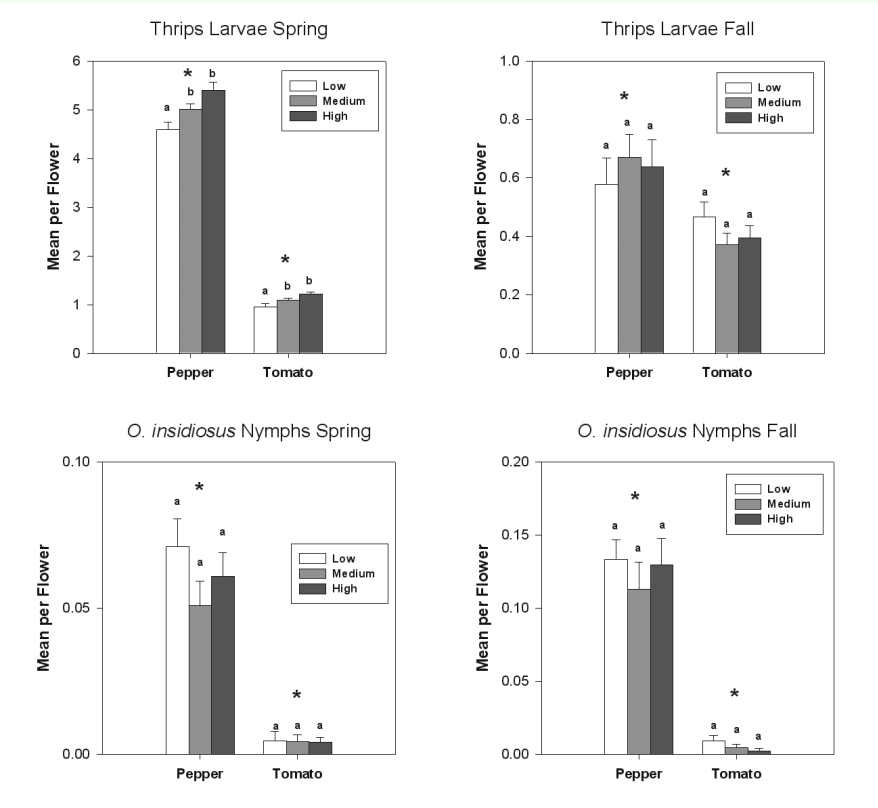 Thrips Larvae Spring
6
5
4
3
2
1
0
Mean per Flower
a
*
b
b
a
*
b
b
Low
Medium
High
Pepper
Tomato
Thrips Larvae Fall
1.0
0.8
0.6
0.4
0.2
0.0
Mean per Flower
a
*
a
a
a
*
a
a
Low
Medium
High
Pepper
Tomato
O. insidiosus Nymphs Spring
0.10
0.05
0.00
Mean per Flower
a
*
a
a
a
*
a
a
Low
Medium
High
Pepper
Tomato
O. insidiosus Nymphs Fall
0.20
0.15
0.10
0.05
0.00
Mean per Flower
a
*
a
a
a
*
a
a
Low
Medium
High
Pepper
Tomato